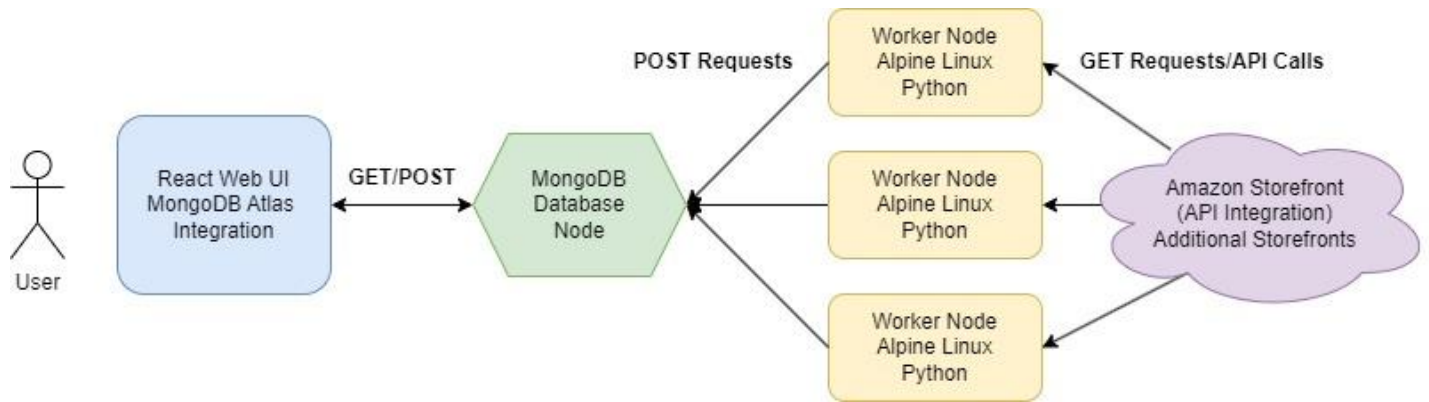 User
React Web UI
MongoDB Atlas
Integration
GET/POST
MongoDB
Database
Node
POST Requests
Worker Node
Alpine Linux
Python
Worker Node
Alpine Linux
Python
Worker Node
Alpine Linux
Python
GET Requests/API Calls
Amazon Storefront
(API Integration)
Additional Storefronts